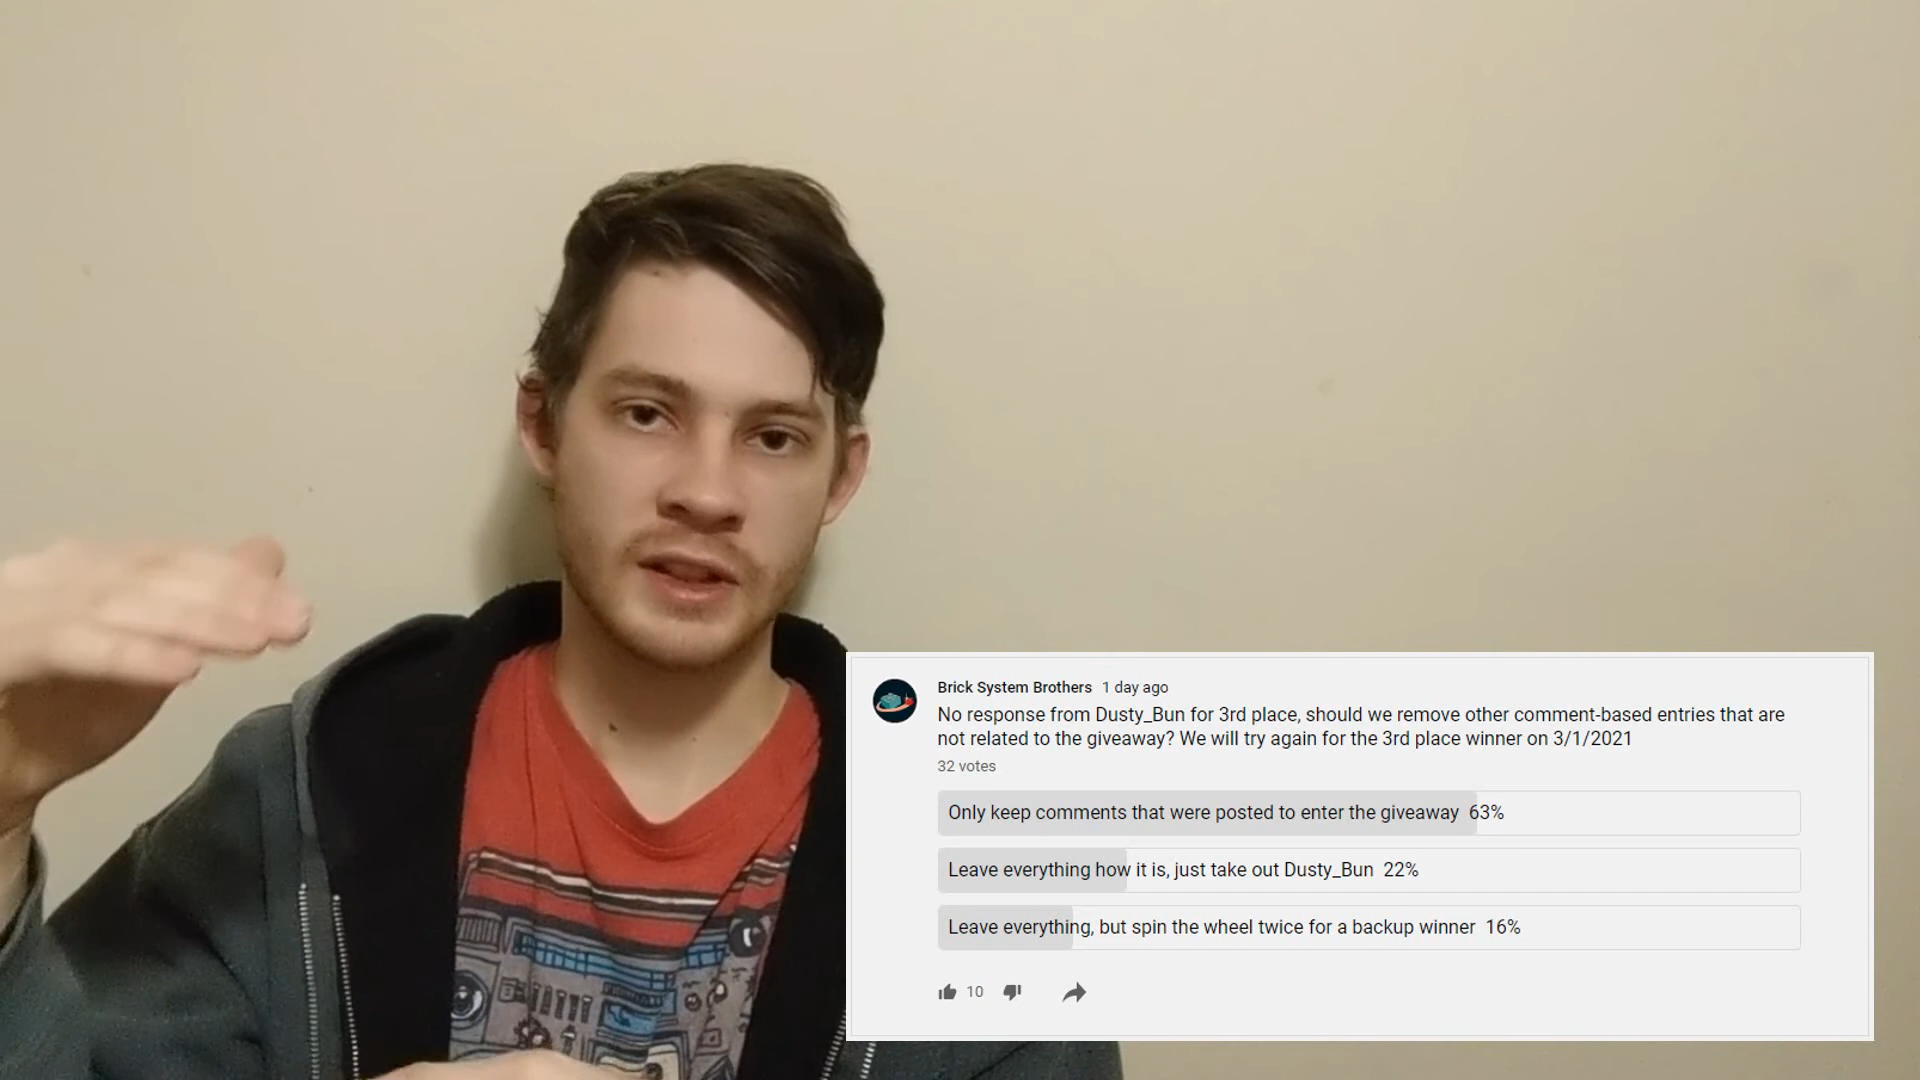 Brick System Brothers 1 day ago
No response from Dusty_Bun for 3rd place, should we remove other comment-based entries that are
not related to the giveaway? We will try again for the 3rd place winner on 3/1/2021
32 votes
Only keep comments that were posted to enter the giveaway 63%
Leave everything how it is, just take out Dusty_Bun 22%
Leave everything, but spin the wheel twice for a backup winner 16%
10